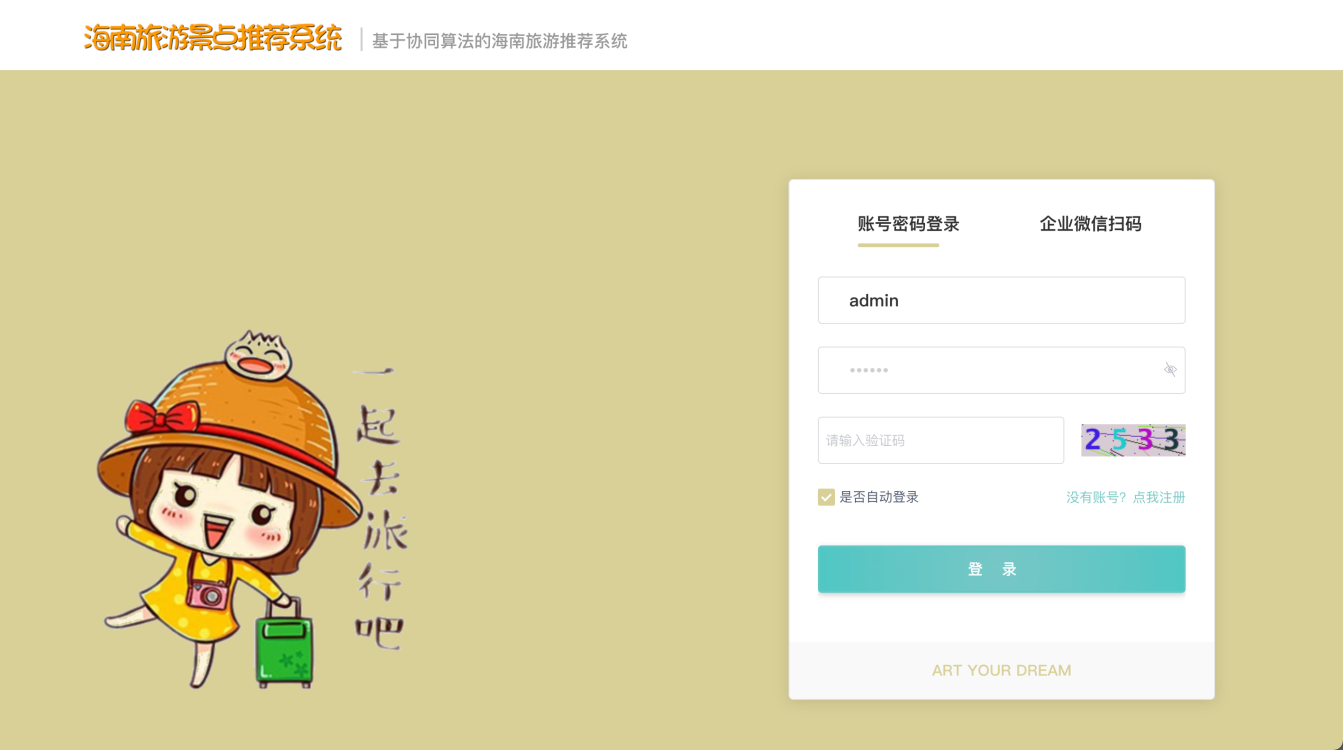 海南旅游景点推荐系统
基于协同算法的海南旅游推荐系统
一起去旅行吧
账号密码登录
企业微信扫码
admin
••••••
请输入验证码
2533
是否自动登录
没有账号？点我注册
登 录
ART YOUR DREAM